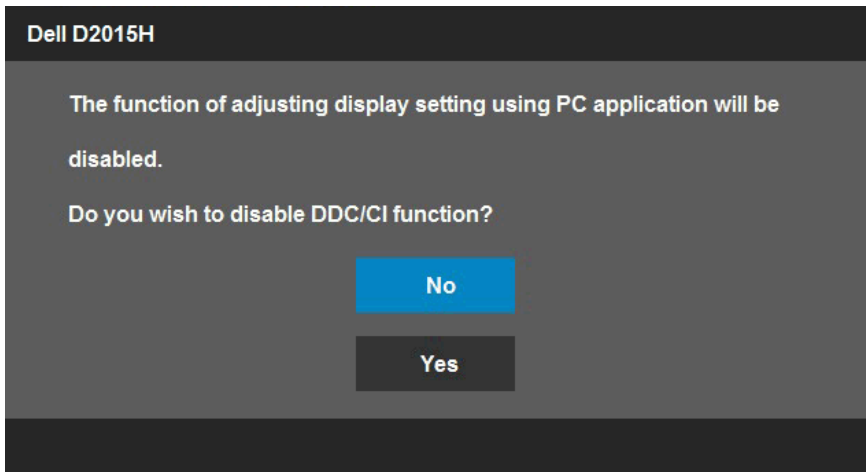 Dell D2015H
The function of adjusting display setting using PC application will be
disabled.
Do you wish to disable DDC/CI function?
No
Yes